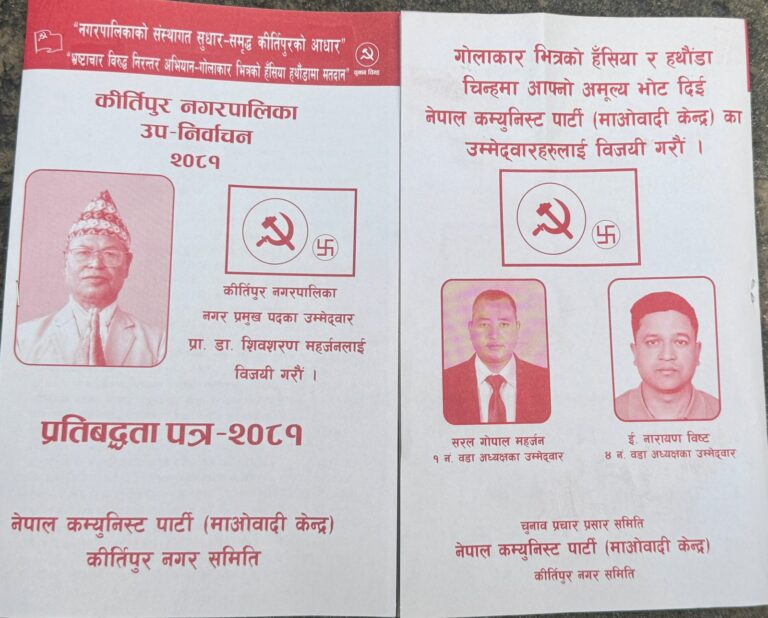 "नगरपालिकाको संस्थागत सुधार-समृद्ध कीर्तिपुरको आधार"
"भ्रष्टाचार विरुद्ध निरन्तर अभियान-गोलाकार भित्रको हँसिया हथौंडामा मतदान"
चुनाव चिन्ह
कीर्तिपुर नगरपालिका
उप-निर्वाचन
२०८१
कीर्तिपुर नगरपालिका
नगर प्रमुख पदका उम्मेदवार
प्रा. डा. शिवशरण महर्जनलाई
विजयी गरौं ।
प्रतिबद्धता पत्र-२०८१
नेपाल कम्युनिस्ट पार्टी (माओवादी केन्द्र)
कीर्तिपुर नगर समिति
गोलाकार भित्रको हँसिया र हथौंडा
चिन्हमा आफ्नो अमूल्य भोट दिई
नेपाल कम्युनिस्ट पार्टी (माओवादी केन्द्र) का
उम्मेद्वारहरुलाई विजयी गरौं ।
सरल गोपाल महर्जन
१ नं. वडा अध्यक्षका उम्मेद्वार
ई. नारायण विष्ट
४ नं. वडा अध्यक्षका उम्मेद्वार
चुनाव प्रचार प्रसार समिति
नेपाल कम्युनिस्ट पार्टी (माओवादी केन्द्र)
कीर्तिपुर नगर समिति